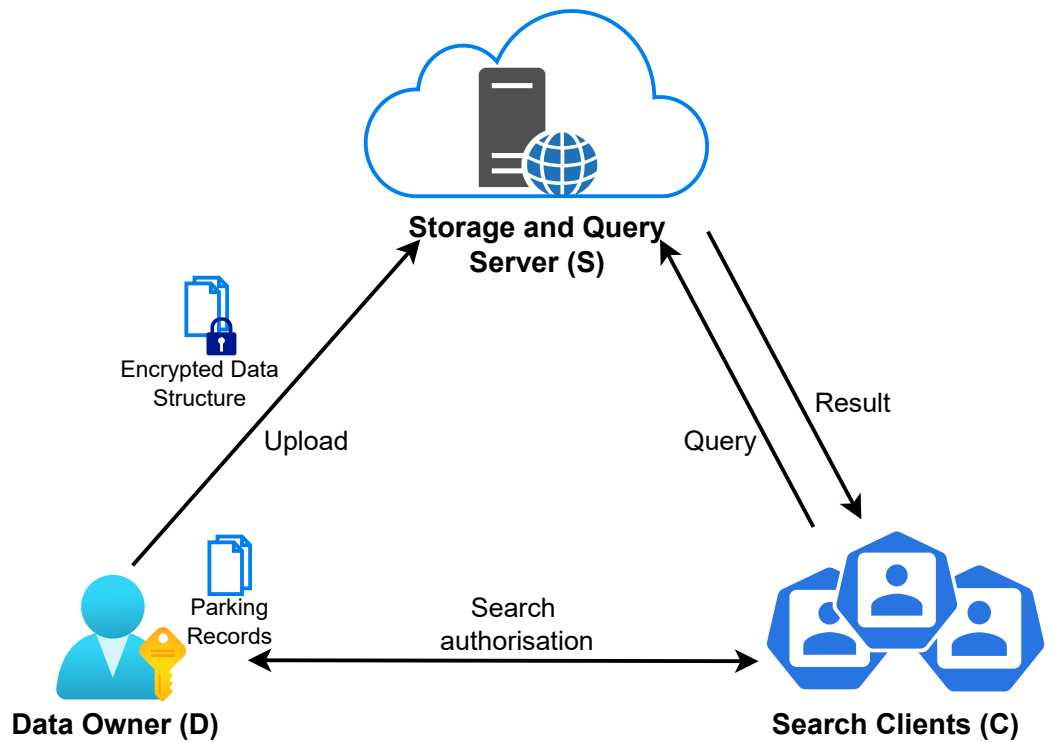 Storage and Query
Server (S)
Encrypted Data
Structure
Upload
Result
Query
Parking
Records
Search
authorisation
Data Owner (D)
Search Clients (C)